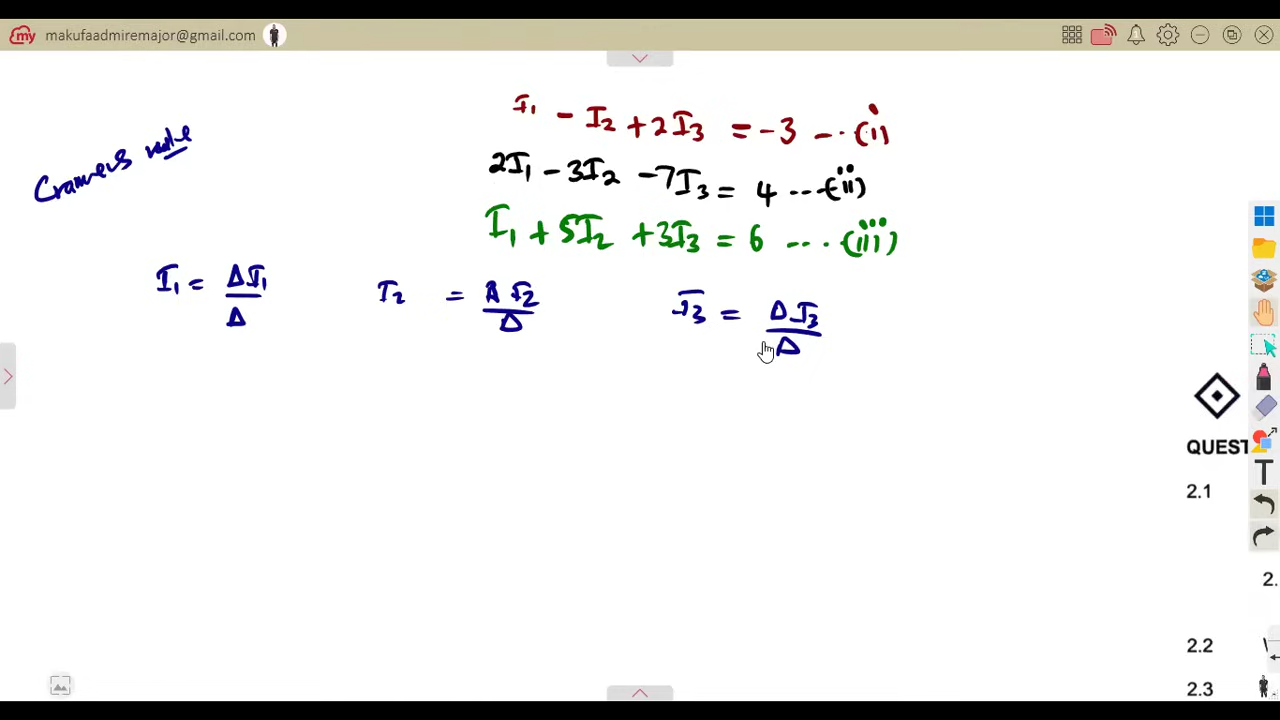 my makufaadmiremajor@gmail.com
I₁ - I₂ + 2I₃ = -3 --- (i)
Cramers rule
2I₁ - 3I₂ - 7I₃ = 4 --- (ii)
I₁ + 5I₂ + 3I₃ = 6 --- (iii)
I₁ = ΔI₁/Δ I₂ = ΔI₂/Δ I₃ = ΔI₃/Δ
QUEST
2.1
2.
2.2
2.3
T